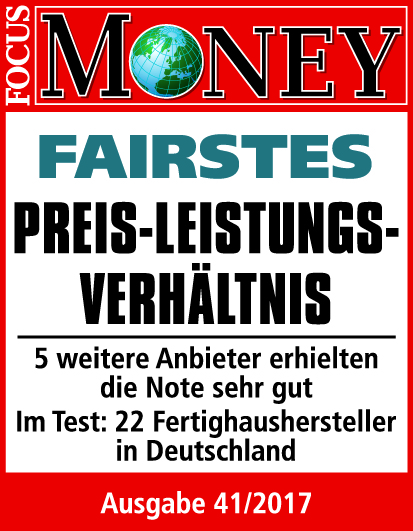 FOCUS
MONEY
FAIRSTES
PREIS-LEISTUNGS-
VERHÄLTNIS
5 weitere Anbieter erhielten
die Note sehr gut
Im Test: 22 Fertighaushersteller
in Deutschland
Ausgabe 41/2017